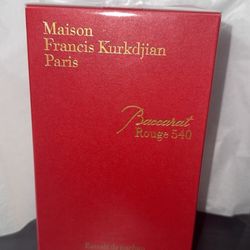 Maison
Francis Kurkdjian
Paris
Baccarat
Rouge 540
Extrait de parfum